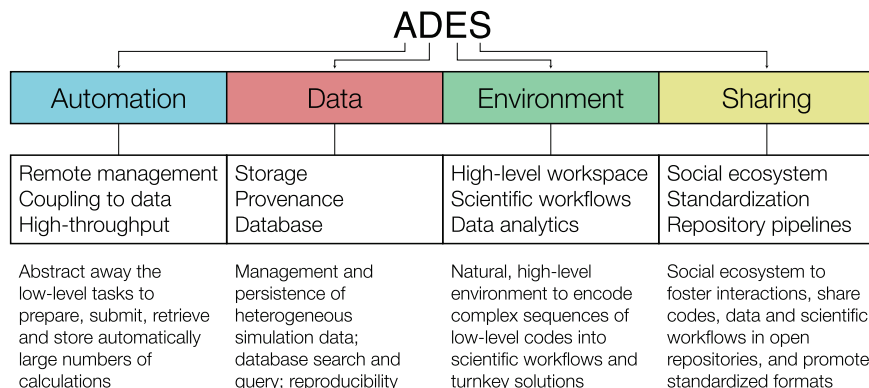 ADES
Automation
Data
Environment
Sharing
Remote management
Coupling to data
High-throughput
Storage
Provenance
Database
High-level workspace
Scientific workflows
Data analytics
Social ecosystem
Standardization
Repository pipelines
Abstract away the
low-level tasks to
prepare, submit, retrieve
and store automatically
large numbers of
calculations
Management and
persistence of
heterogeneous
simulation data;
database search and
query; reproducibility
Natural, high-level
environment to encode
complex sequences of
low-level codes into
scientific workflows and
turnkey solutions
Social ecosystem to
foster interactions, share
codes, data and scientific
workflows in open
repositories, and promote
standardized formats